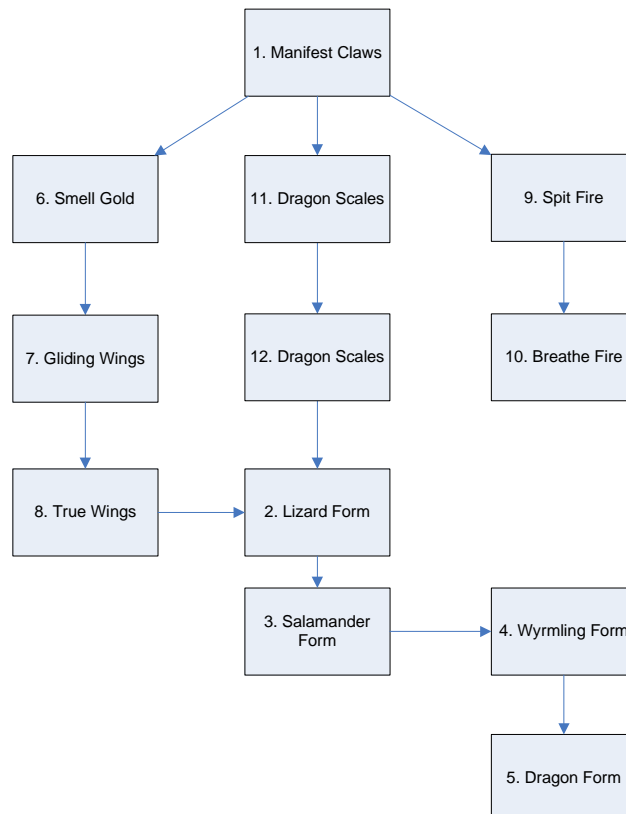 1. Manifest Claws
6. Smell Gold
11. Dragon Scales
9. Spit Fire
7. Gliding Wings
12. Dragon Scales
10. Breathe Fire
8. True Wings
2. Lizard Form
3. Salamander
Form
4. Wyrmling Form
5. Dragon Form